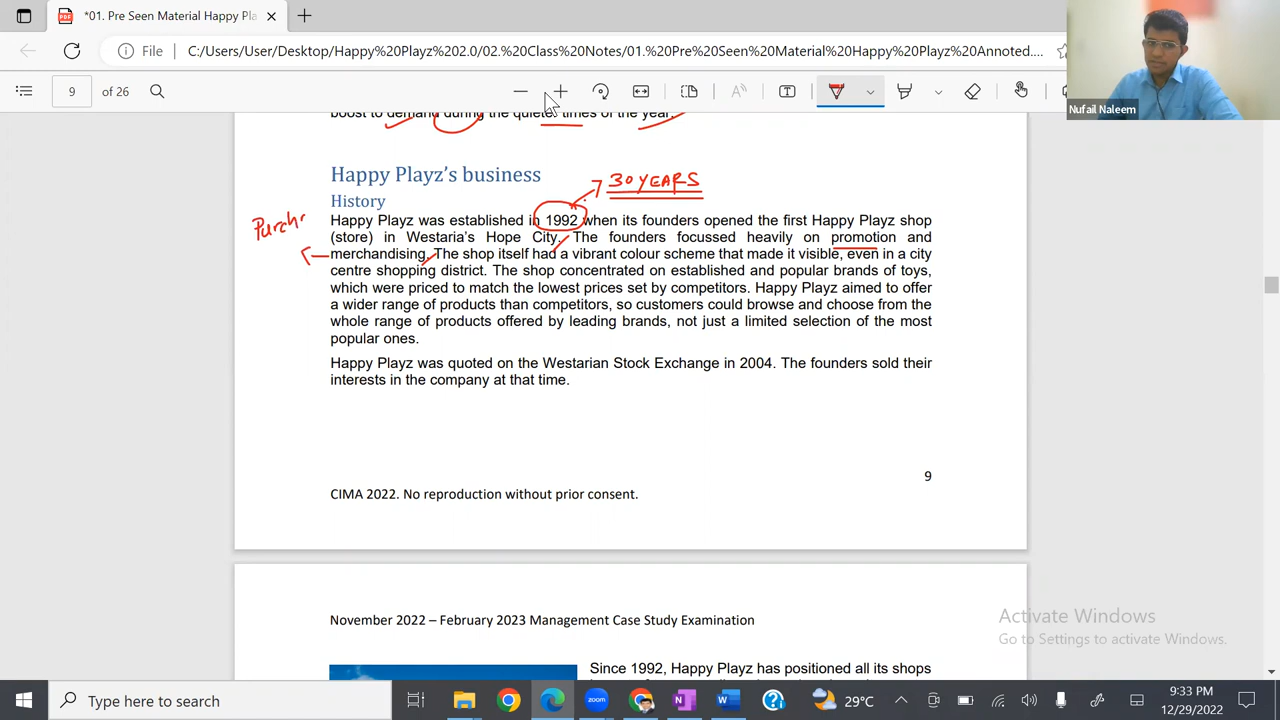 *01. Pre Seen Material Happy Pla
File
C:/Users/User/Desktop/Happy%20Playz%202.0/02.%20Class%20Notes/01.%20Pre%20Seen%20Material%20Happy%20Playz%20Annoted....
9 of 26
Nufail Naleem
boost to demand during the quieter times of the year.
Happy Playz's business
30 YEARS
History
Happy Playz was established in 1992 when its founders opened the first Happy Playz shop
(store) in Westaria's Hope City. The founders focussed heavily on promotion and
merchandising. The shop itself had a vibrant colour scheme that made it visible, even in a city
centre shopping district. The shop concentrated on established and popular brands of toys,
which were priced to match the lowest prices set by competitors. Happy Playz aimed to offer
a wider range of products than competitors, so customers could browse and choose from the
whole range of products offered by leading brands, not just a limited selection of the most
popular ones.
Happy Playz was quoted on the Westarian Stock Exchange in 2004. The founders sold their
interests in the company at that time.
9
CIMA 2022. No reproduction without prior consent.
November 2022 – February 2023 Management Case Study Examination
Activate Windows
Go to Settings to activate Windows.
Since 1992, Happy Playz has positioned all its shops
Type here to search
zoom
29°C
9:33 PM
12/29/2022